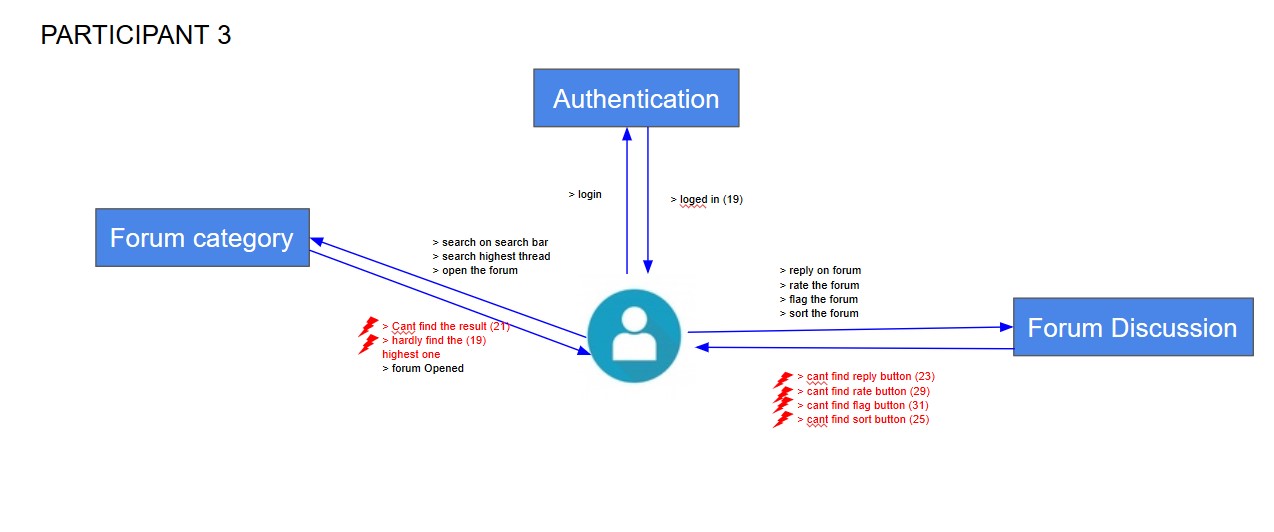 PARTICIPANT 3
Authentication
> login
> loged in (19)
Forum category
> search on search bar
> search highest thread
> open the forum
> Cant find the result (21)
> hardly find the (19)
highest one
> forum Opened
> reply on forum
> rate the forum
> flag the forum
> sort the forum
Forum Discussion
> cant find reply button (23)
> cant find rate button (29)
> cant find flag button (31)
> cant find sort button (25)